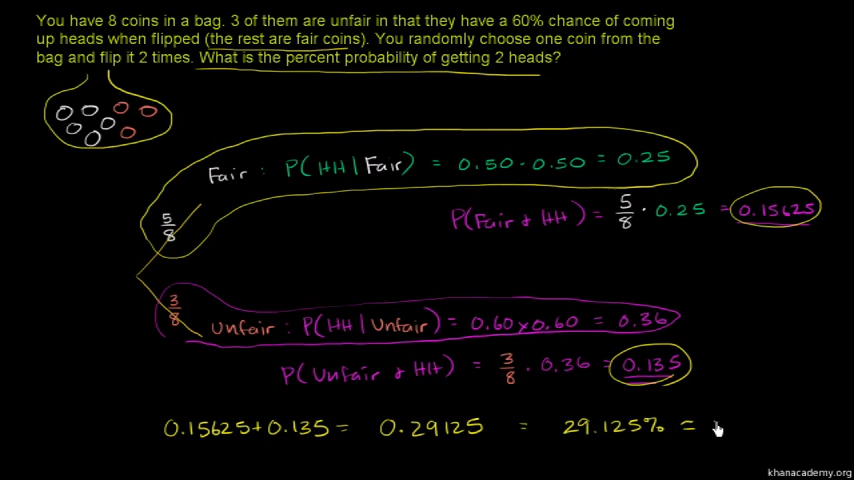 You have 8 coins in a bag. 3 of them are unfair in that they have a 60% chance of coming
up heads when flipped (the rest are fair coins). You randomly choose one coin from the
bag and flip it 2 times. What is the percent probability of getting 2 heads?
Fair : P(HH|Fair) = 0.50 · 0.50 = 0.25
5/8
P(Fair + HH) = 5/8 · 0.25 = 0.15625
3/8
Unfair : P(HH|Unfair) = 0.60 x 0.60 = 0.36
P(Unfair + HH) = 3/8 · 0.36 = 0.135
0.15625 + 0.135 = 0.29125 = 29.125% =
khanacademy.org